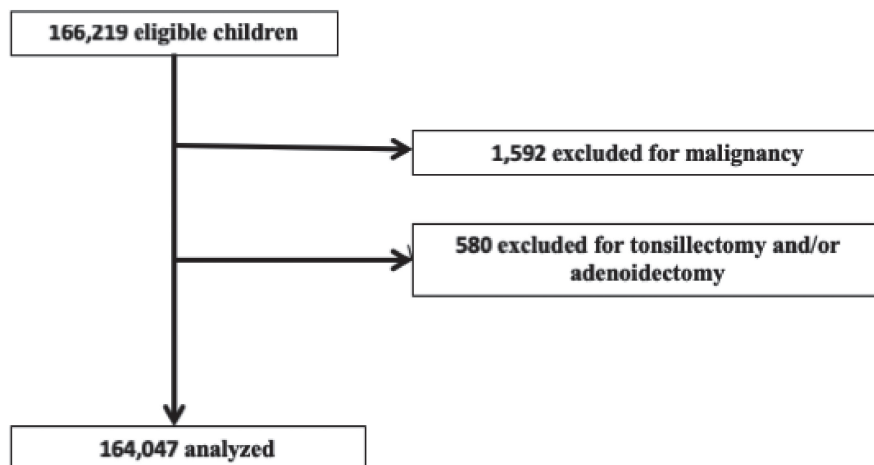 166,219 eligible children
1,592 excluded for malignancy
580 excluded for tonsillectomy and/or
adenoidectomy
164,047 analyzed